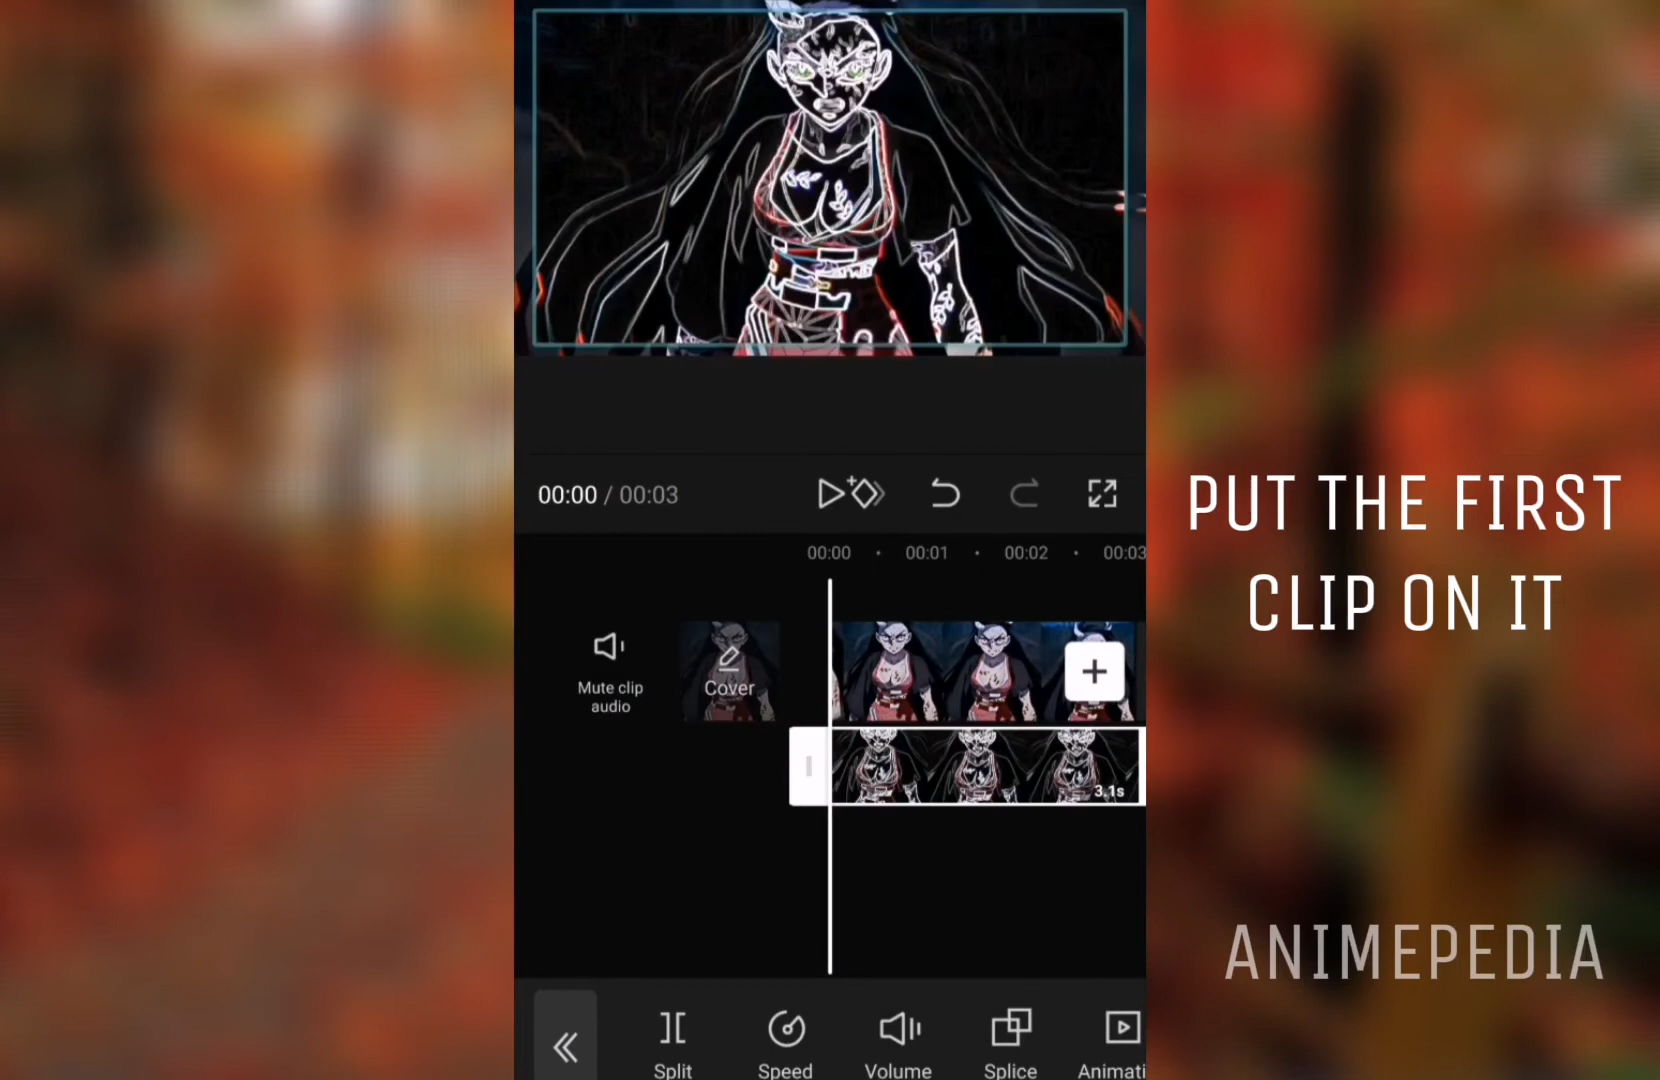 00:00 / 00:03
00:00 00:01 00:02 00:03
Mute clip
audio
Cover
3.1s
PUT THE FIRST
CLIP ON IT
ANIMEPEDIA
Split Speed Volume Splice Animati